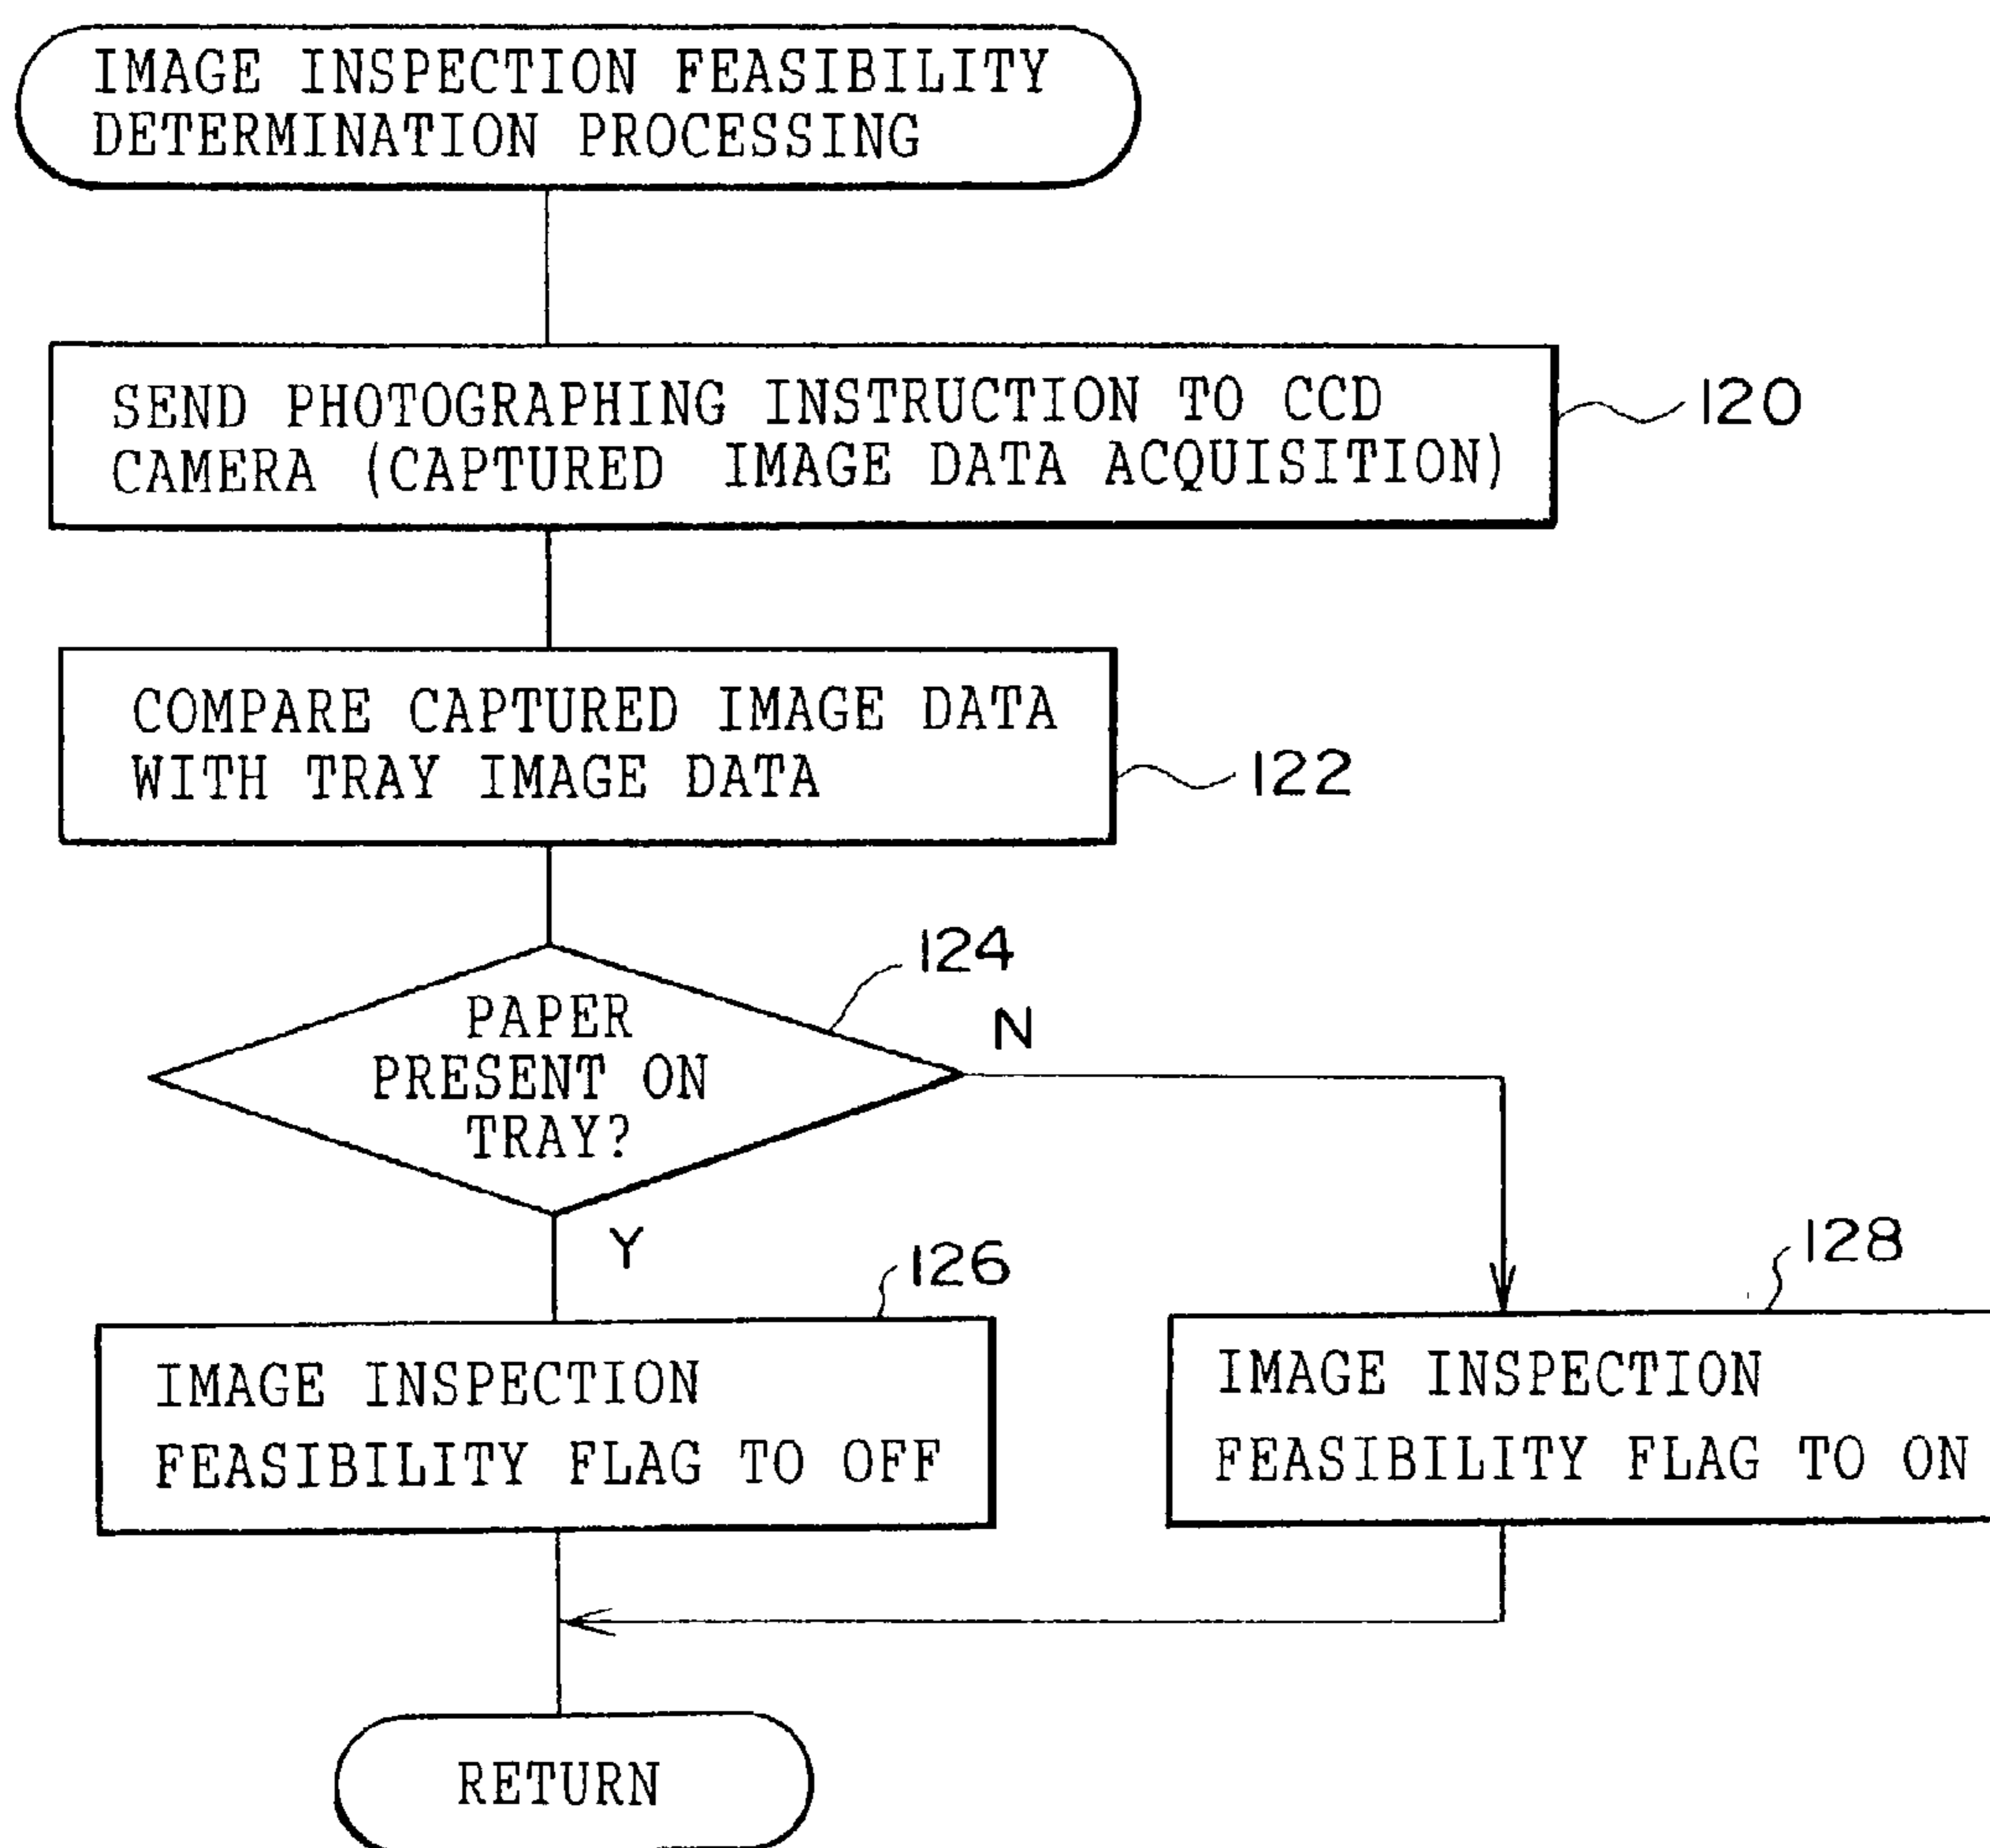 IMAGE INSPECTION FEASIBILITY
DETERMINATION PROCESSING
SEND PHOTOGRAPHING INSTRUCTION TO CCD
CAMERA (CAPTURED IMAGE DATA ACQUISITION)
120
COMPARE CAPTURED IMAGE DATA
WITH TRAY IMAGE DATA
122
124
PAPER
PRESENT ON
TRAY?
N
Y
126
IMAGE INSPECTION
FEASIBILITY FLAG TO OFF
128
IMAGE INSPECTION
FEASIBILITY FLAG TO ON
RETURN